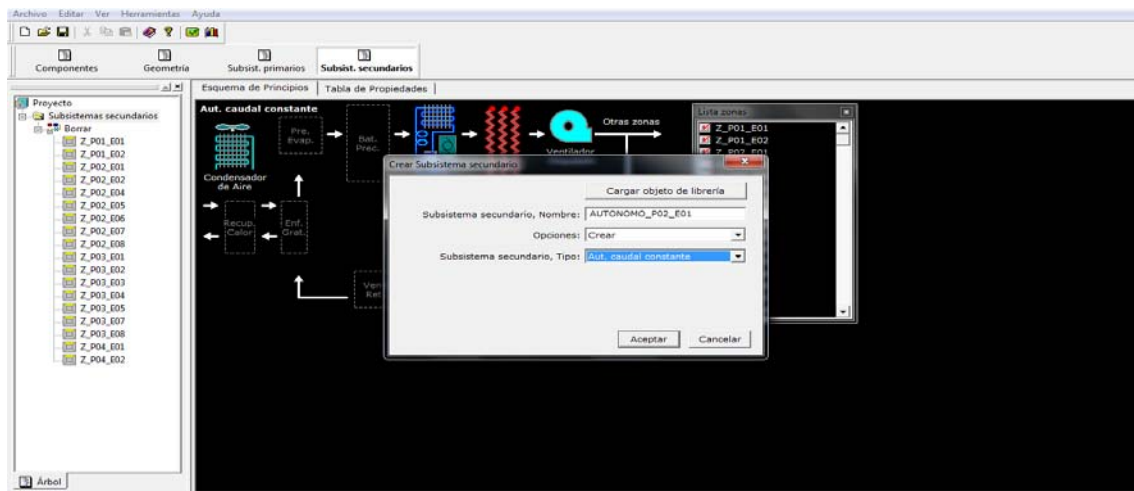 Archivo Editar Ver Herramientas Ayuda
Componentes
Geometría
Subsist. primarios
Subsist. secundarios
Esquema de Principios
Tabla de Propiedades
Proyecto
Subsistemas secundarios
Borrar
Z_P01_E01
Z_P01_E02
Z_P02_E01
Z_P02_E02
Z_P02_E04
Z_P02_E05
Z_P02_E06
Z_P02_E07
Z_P02_E08
Z_P03_E01
Z_P03_E02
Z_P03_E03
Z_P03_E04
Z_P03_E05
Z_P03_E07
Z_P03_E08
Z_P04_E01
Z_P04_E02
Árbol
Aut. caudal constante
Pre.
Evap.
Bat.
Prec.
Ventilador
Otras zonas
Condensador
de Aire
Recup.
Calor
Enf.
Grat.
Ven
Ret
Lista zonas
Z_P01_E01
Z_P01_E02
Z_P02_E01
Crear Subsistema secundario
Cargar objeto de librería
Subsistema secundario, Nombre: AUTONOMO_P02_E01
Opciones: Crear
Subsistema secundario, Tipo: Aut. caudal constante
Aceptar
Cancelar